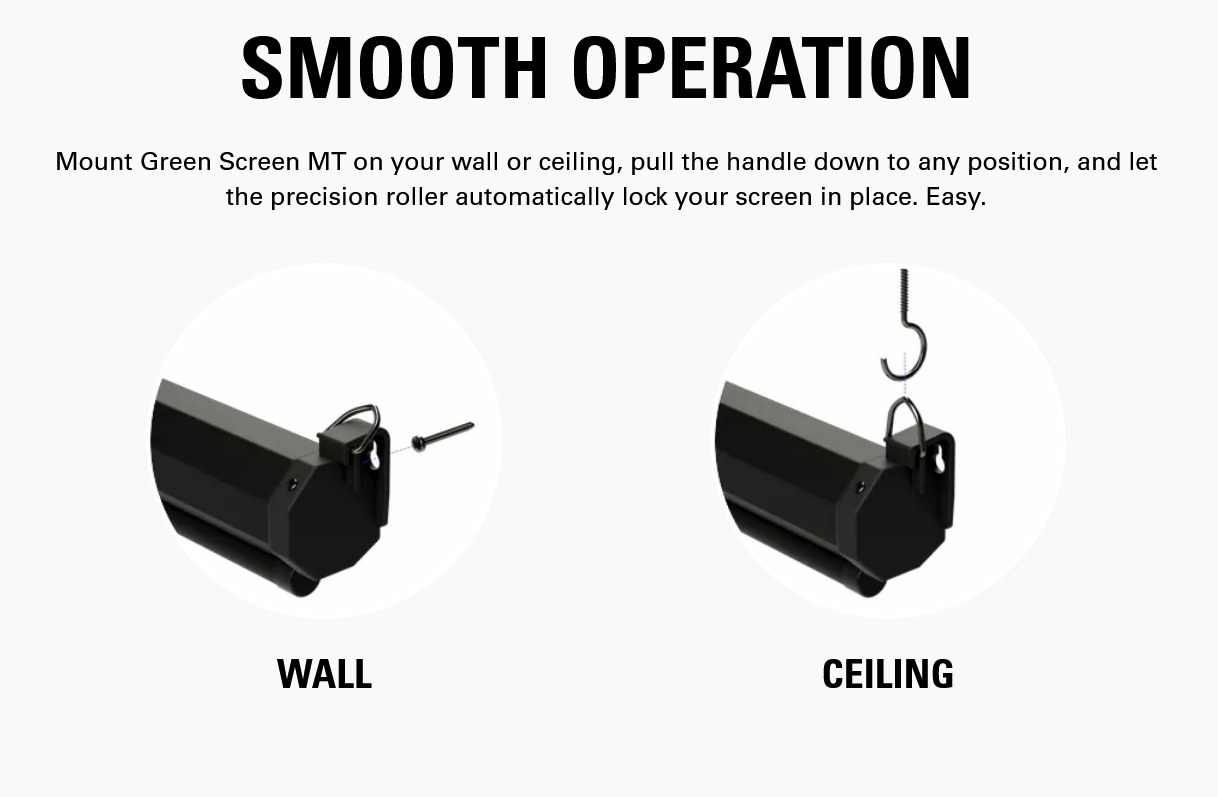 SMOOTH OPERATION
Mount Green Screen MT on your wall or ceiling, pull the handle down to any position, and let
the precision roller automatically lock your screen in place. Easy.
WALL
CEILING